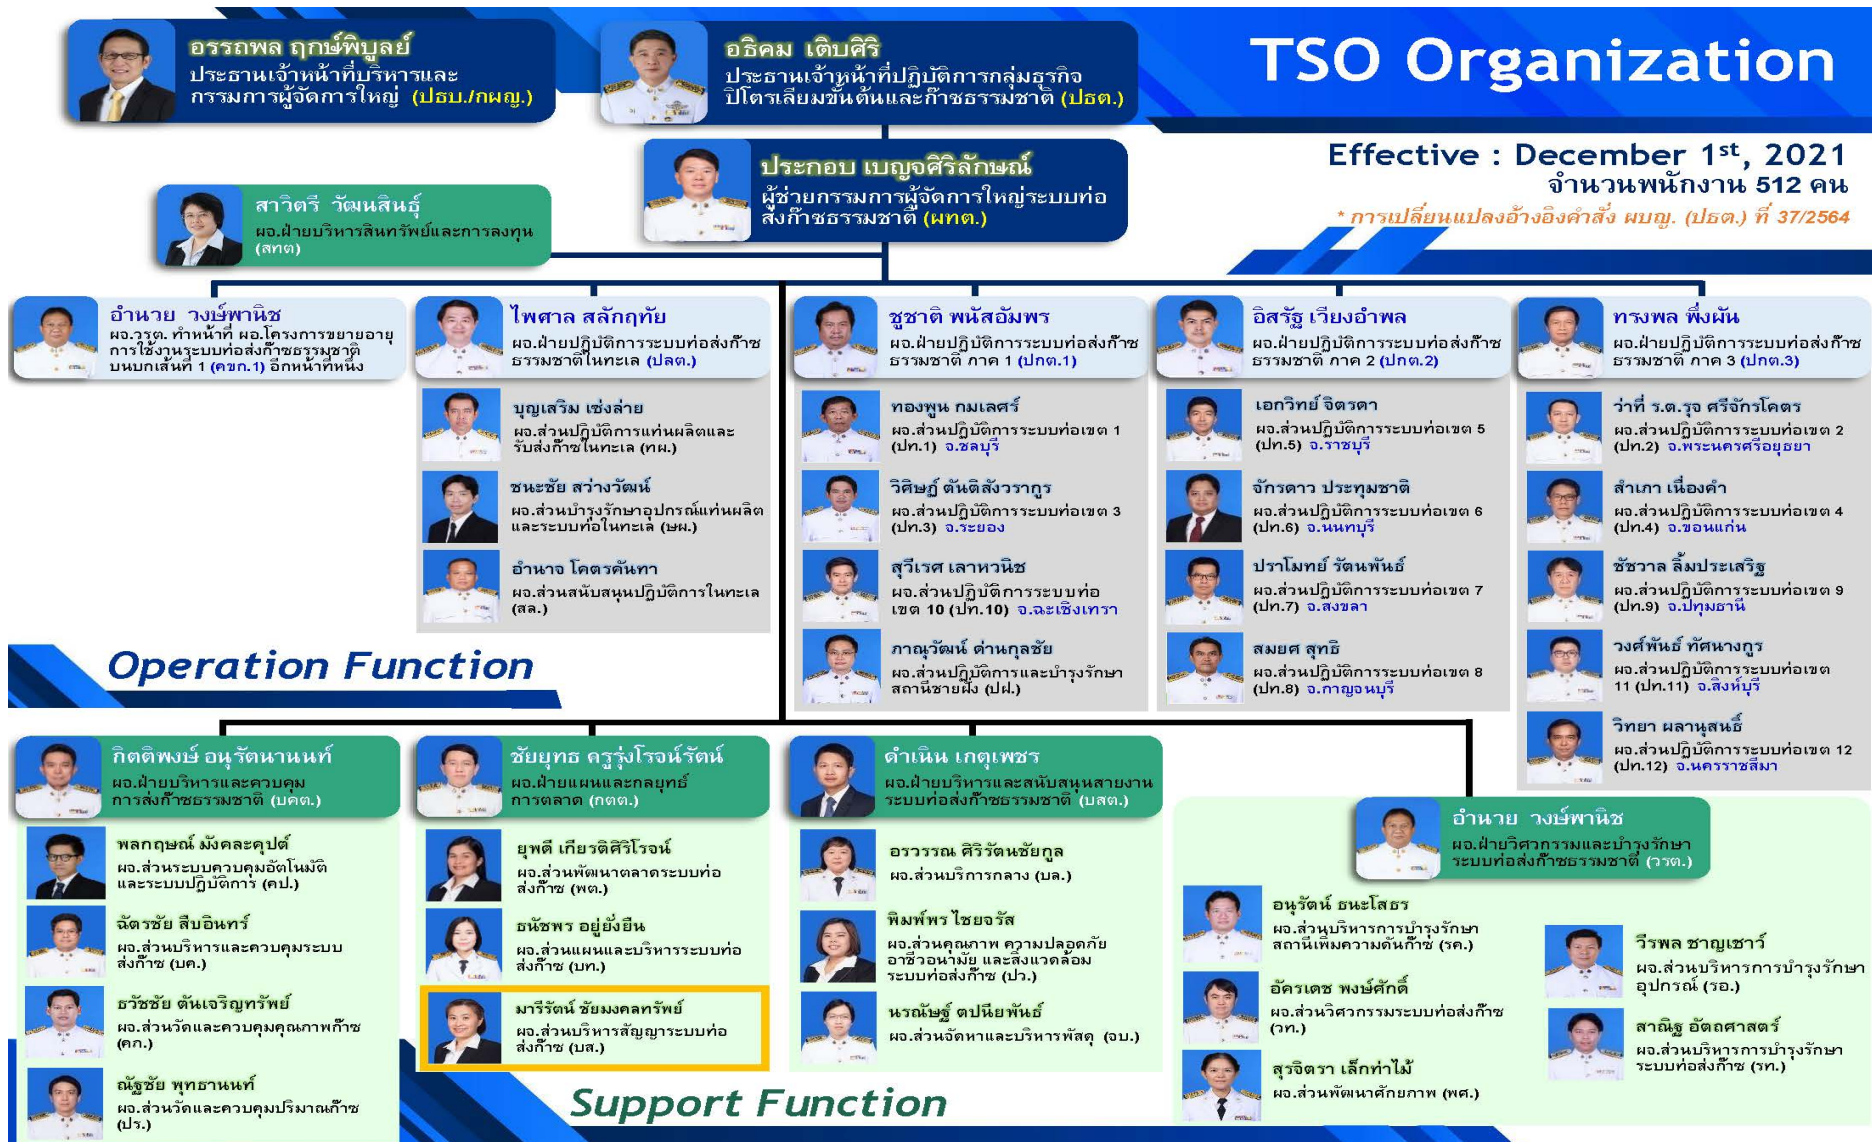 อรรถพล ฤกษ์พิบูลย์
ประธานเจ้าหน้าที่บริหารและ
กรรมการผู้จัดการใหญ่ (ปธบ./กผญ.)
อธิคม เติบศิริ
ประธานเจ้าหน้าที่ปฏิบัติการกลุ่มธุรกิจ
ปิโตรเลียมขั้นต้นและก๊าซธรรมชาติ (ปธต.)
TSO Organization
Effective : December 1st, 2021
จำนวนพนักงาน 512 คน
* การเปลี่ยนแปลงอ้างอิงคำสั่ง ผบญ. (ปธต.) ที่ 37/2564
ประกอบ เบญจศิริลักษณ์
ผู้ช่วยกรรมการผู้จัดการใหญ่ระบบท่อ
ส่งก๊าซธรรมชาติ (ผทต.)
สาวิตรี วัฒนสินธุ์
ผจ.ฝ่ายบริหารสินทรัพย์และการลงทุน
(สทต)
อำนวย วงษ์พานิช
ผจ.วรต. ทำหน้าที่ ผอ.โครงการขยายอายุ
การใช้งานระบบท่อส่งก๊าซธรรมชาติ
บนบกเส้นที่ 1 (คขก.1) อีกหน้าที่หนึ่ง
ไพศาล สลักฤทัย
ผจ.ฝ่ายปฏิบัติการระบบท่อส่งก๊าซ
ธรรมชาติในทะเล (ปลต.)
บุญเสริม เซ่งล่าย
ผจ.ส่วนปฏิบัติการแท่นผลิตและ
รับส่งก๊าซในทะเล (ทผ.)
ชนะชัย สว่างวัฒน์
ผจ.ส่วนบำรุงรักษาอุปกรณ์แท่นผลิต
และระบบท่อในทะเล (ษผ.)
อำนาจ โคตรคันทา
ผจ.ส่วนสนับสนุนปฏิบัติการในทะเล
(สล.)
ชูชาติ พนัสอัมพร
ผจ.ฝ่ายปฏิบัติการระบบท่อส่งก๊าซ
ธรรมชาติ ภาค 1 (ปกต.1)
ทองพูน กมเลศร์
ผจ.ส่วนปฏิบัติการระบบท่อเขต 1
(ปท.1) จ.ชลบุรี
วิศิษฏ์ ตันติสังวรากูร
ผจ.ส่วนปฏิบัติการระบบท่อเขต 3
(ปท.3) จ.ระยอง
สุวีเรศ เลาหวนิช
ผจ.ส่วนปฏิบัติการระบบท่อ
เขต 10 (ปท.10) จ.ฉะเชิงเทรา
ภาณุวัฒน์ ด่านกุลชัย
ผจ.ส่วนปฏิบัติการและบำรุงรักษา
สถานีชายฝั่ง (ปฝ.)
อิสรัฐ เวียงอำพล
ผจ.ฝ่ายปฏิบัติการระบบท่อส่งก๊าซ
ธรรมชาติ ภาค 2 (ปกต.2)
เอกวิทย์ จิตรตา
ผจ.ส่วนปฏิบัติการระบบท่อเขต 5
(ปท.5) จ.ราชบุรี
จักรดาว ประทุมชาติ
ผจ.ส่วนปฏิบัติการระบบท่อเขต 6
(ปท.6) จ.นนทบุรี
ปราโมทย์ รัตนพันธ์
ผจ.ส่วนปฏิบัติการระบบท่อเขต 7
(ปท.7) จ.สงขลา
สมยศ สุทธิ
ผจ.ส่วนปฏิบัติการระบบท่อเขต 8
(ปท.8) จ.กาญจนบุรี
ทรงพล พึ่งผัน
ผจ.ฝ่ายปฏิบัติการระบบท่อส่งก๊าซ
ธรรมชาติ ภาค 3 (ปกต.3)
ว่าที่ ร.ต.รุจ ศรีจักรโคตร
ผจ.ส่วนปฏิบัติการระบบท่อเขต 2
(ปท.2) จ.พระนครศรีอยุธยา
สำเภา เนื่องคำ
ผจ.ส่วนปฏิบัติการระบบท่อเขต 4
(ปท.4) จ.ขอนแก่น
ชัชวาล ลิ้มประเสริฐ
ผจ.ส่วนปฏิบัติการระบบท่อเขต 9
(ปท.9) จ.ปทุมธานี
วงศ์พันธ์ ทัศนางกูร
ผจ.ส่วนปฏิบัติการระบบท่อเขต
11 (ปท.11) จ.สิงห์บุรี
วิทยา ผลานุสนธิ์
ผจ.ส่วนปฏิบัติการระบบท่อเขต 12
(ปท.12) จ.นครราชสีมา
Operation Function
กิตติพงษ์ อนุรัตนานนท์
ผจ.ฝ่ายบริหารและควบคุม
การส่งก๊าซธรรมชาติ (บคต.)
พลกฤษณ์ มังคละคุปต์
ผจ.ส่วนระบบควบคุมอัตโนมัติ
และระบบปฏิบัติการ (คป.)
ฉัตรชัย สืบอินทร์
ผจ.ส่วนบริหารและควบคุมระบบ
ส่งก๊าซ (บค.)
ธวัชชัย ตันเจริญทรัพย์
ผจ.ส่วนวัดและควบคุมคุณภาพก๊าซ
(คก.)
ณัฐชัย พุทธานนท์
ผจ.ส่วนวัดและควบคุมปริมาณก๊าซ
(ปร.)
ชัยยุทธ ครูรุ่งโรจน์รัตน์
ผจ.ฝ่ายแผนและกลยุทธ์
การตลาด (กตต.)
ยุพดี เกียรติศิริโรจน์
ผจ.ส่วนพัฒนาตลาดระบบท่อ
ส่งก๊าซ (พต.)
ธนัชพร อยู่ยั่งยืน
ผจ.ส่วนแผนและบริหารระบบท่อ
ส่งก๊าซ (บท.)
มารีรัตน์ ชัยมงคลทรัพย์
ผจ.ส่วนบริหารสัญญาระบบท่อ
ส่งก๊าซ (บส.)
ดำเนิน เกตุเพชร
ผจ.ฝ่ายบริหารและสนับสนุนสายงาน
ระบบท่อส่งก๊าซธรรมชาติ (บสต.)
อรวรรณ ศิริรัตนชัยกูล
ผจ.ส่วนบริการกลาง (บล.)
พิมพ์พร ไชยจรัส
ผจ.ส่วนคุณภาพ ความปลอดภัย
อาชีวอนามัย และสิ่งแวดล้อม
ระบบท่อส่งก๊าซ (ปว.)
นรณัษฐ์ ตปนียพันธ์
ผจ.ส่วนจัดหาและบริหารพัสดุ (จบ.)
อำนวย วงษ์พานิช
ผจ.ฝ่ายวิศวกรรมและบำรุงรักษา
ระบบท่อส่งก๊าซธรรมชาติ (วรต.)
อนุรัตน์ ธนะโสธร
ผจ.ส่วนบริหารการบำรุงรักษา
สถานีเพิ่มความดันก๊าซ (รค.)
อัครเดช พงษ์ศักดิ์
ผจ.ส่วนวิศวกรรมระบบท่อส่งก๊าซ
(วท.)
สุรจิตรา เล็กท่าไม้
ผจ.ส่วนพัฒนาศักยภาพ (พศ.)
วีรพล ชาญเชาว์
ผจ.ส่วนบริหารการบำรุงรักษา
อุปกรณ์ (รอ.)
สาณิฐ อัตถศาสตร์
ผจ.ส่วนบริหารการบำรุงรักษา
ระบบท่อส่งก๊าซ (รท.)
Support Function